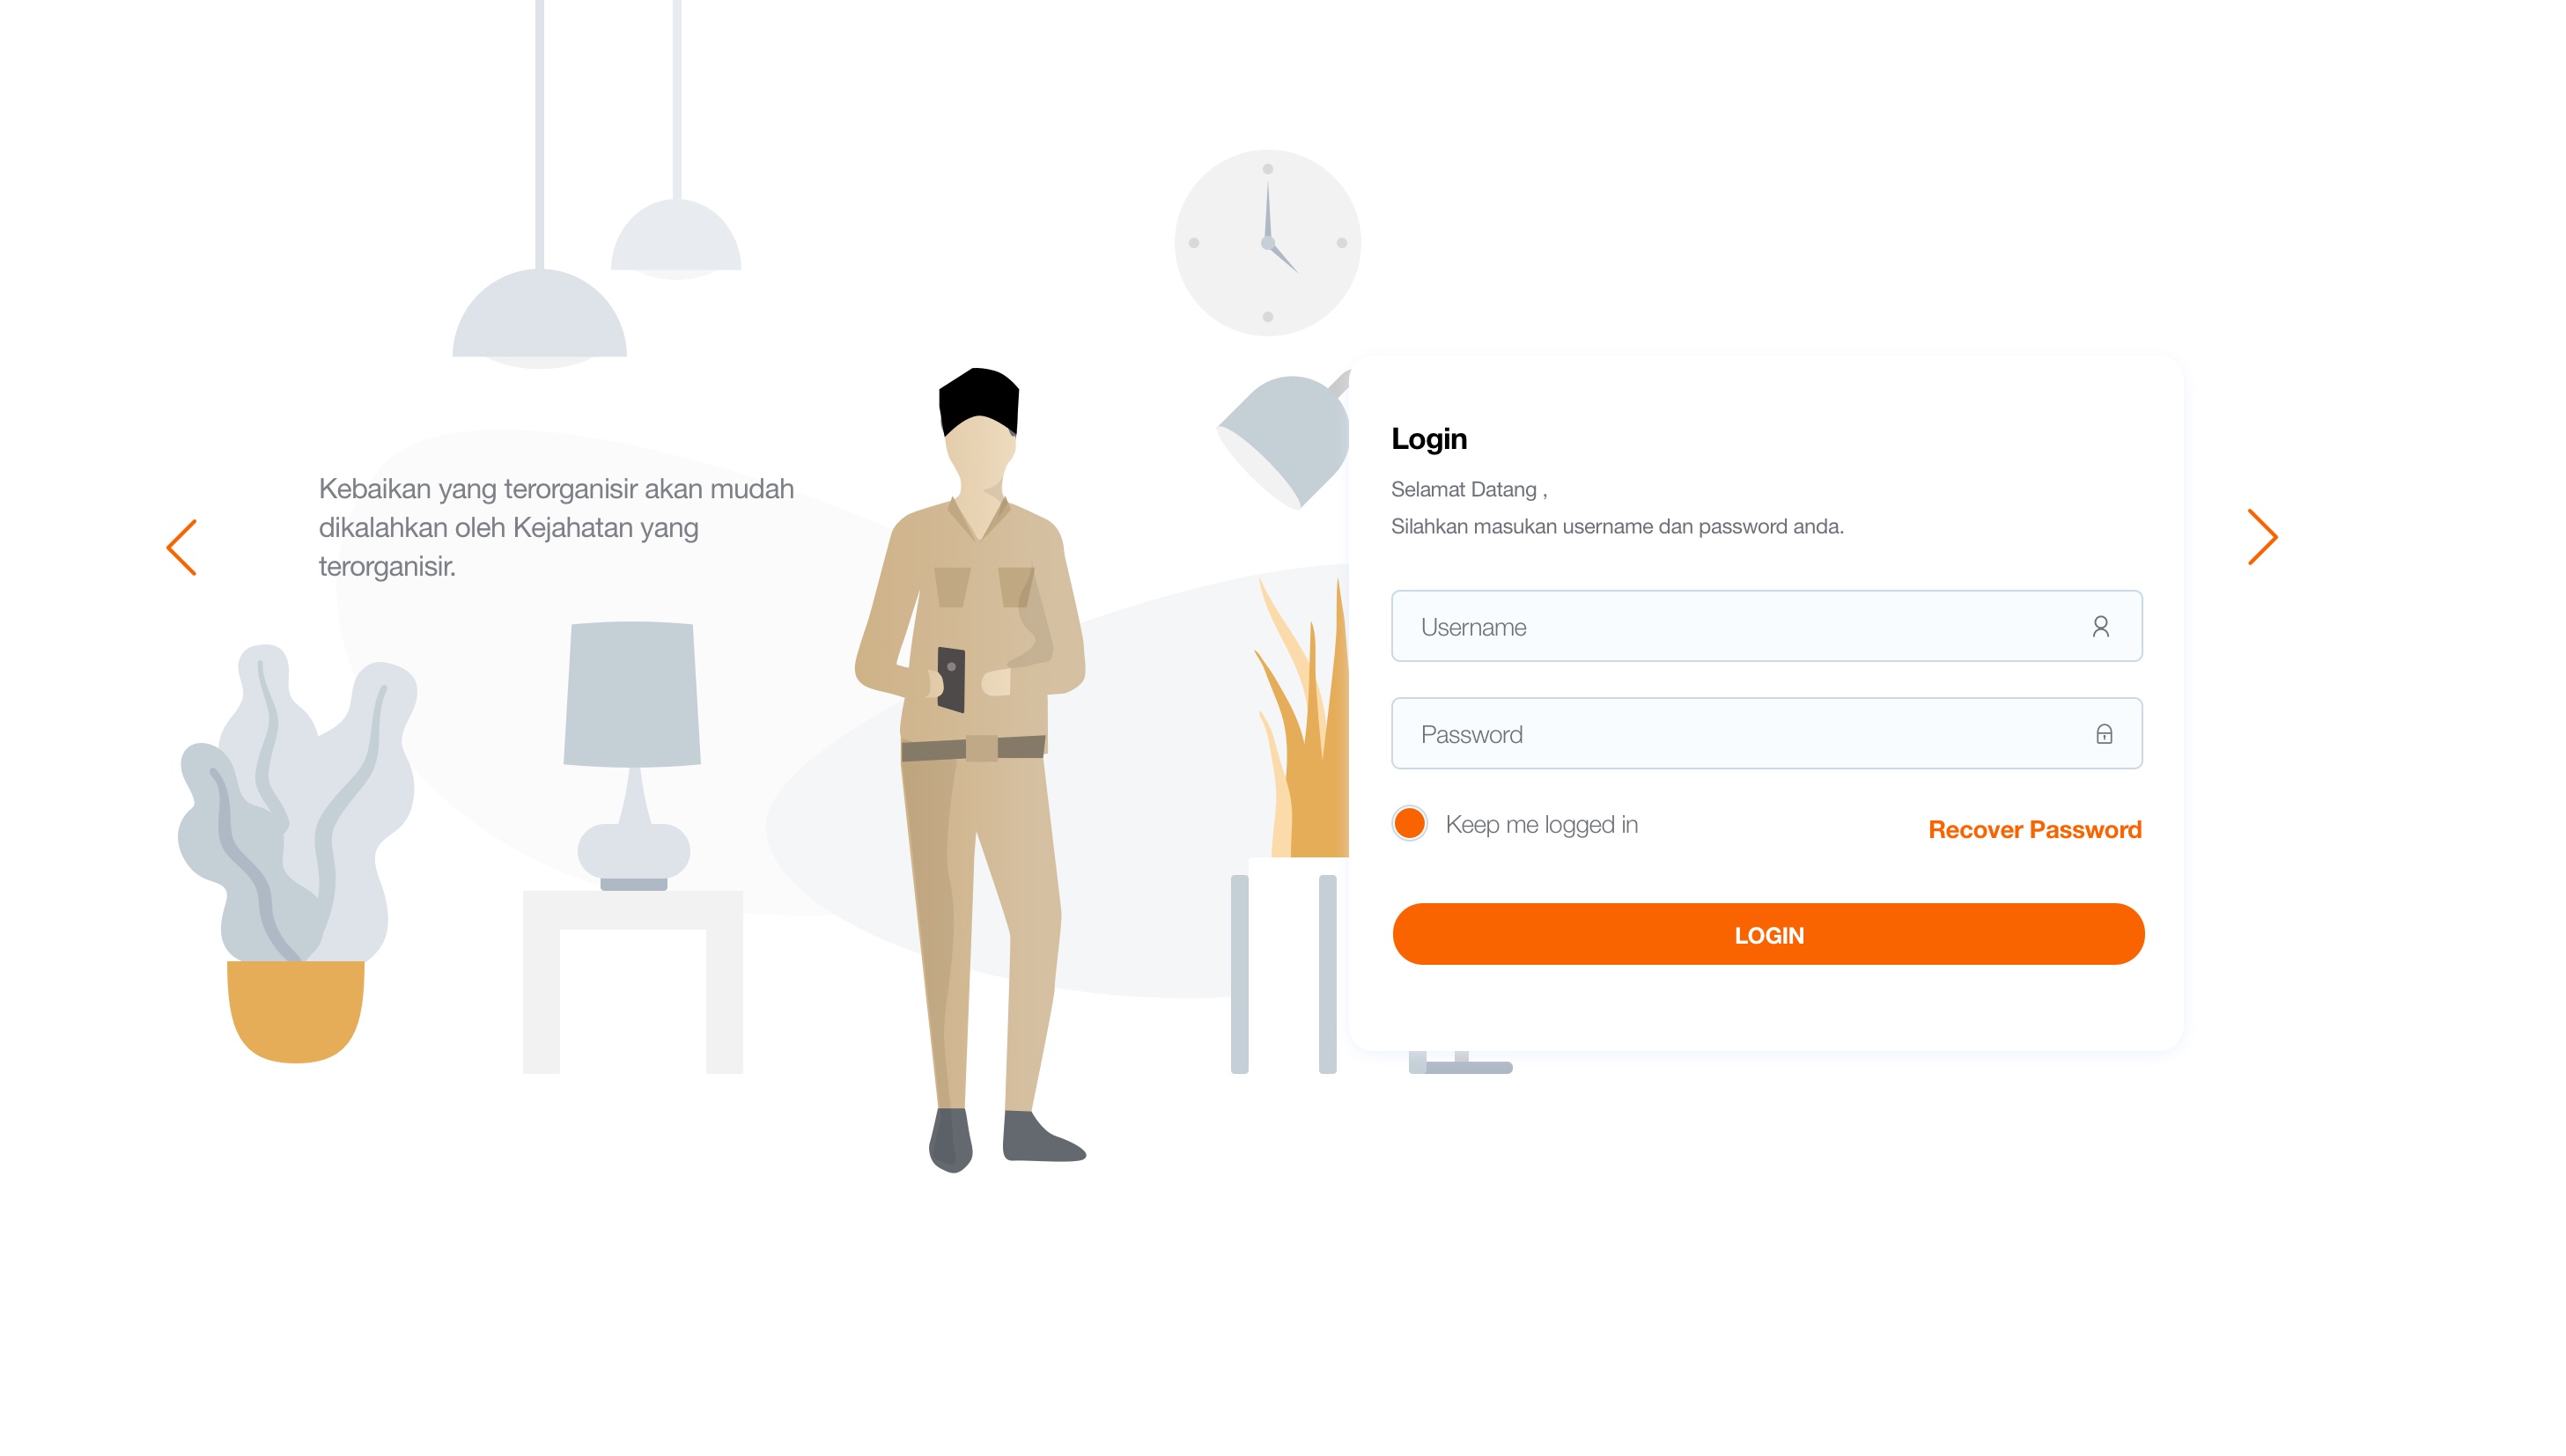 Kebaikan yang terorganisir akan mudah
dikalahkan oleh Kejahatan yang
terorganisir.
Login
Selamat Datang ,
Silahkan masukan username dan password anda.
Username
Password
Keep me logged in
Recover Password
LOGIN